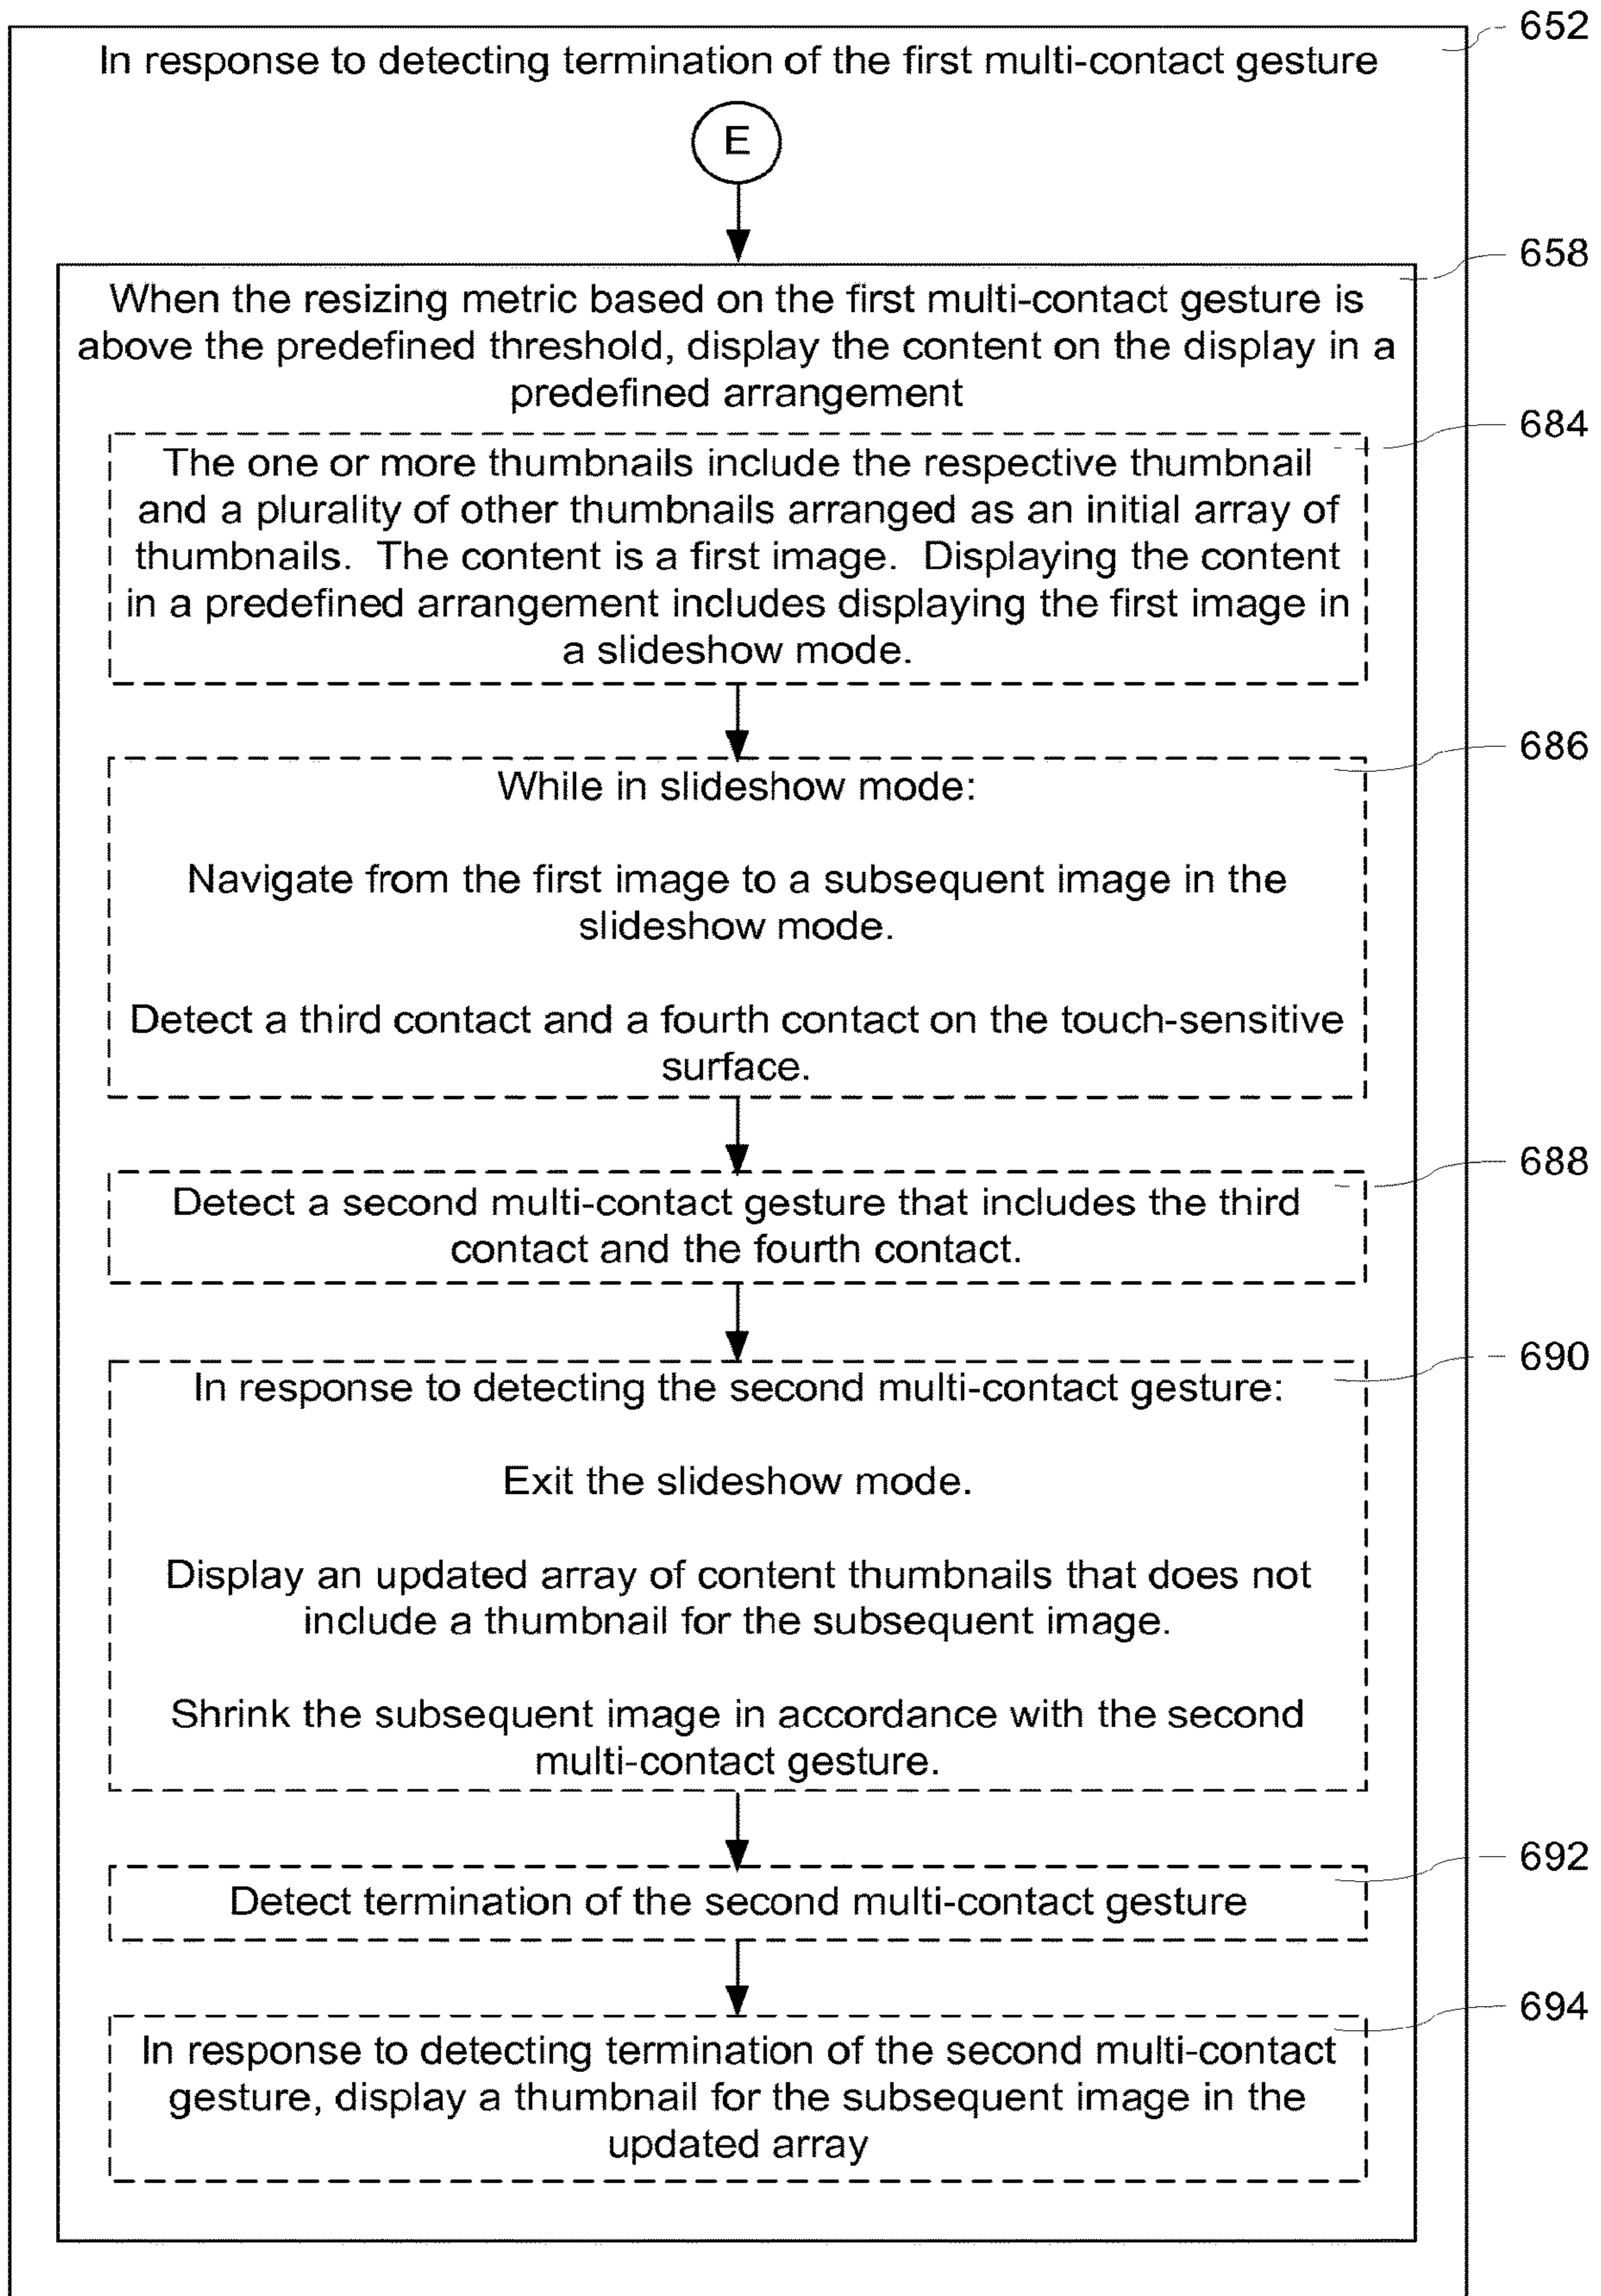 652
In response to detecting termination of the first multi-contact gesture
E
658
When the resizing metric based on the first multi-contact gesture is
above the predefined threshold, display the content on the display in a
predefined arrangement
684
The one or more thumbnails include the respective thumbnail
and a plurality of other thumbnails arranged as an initial array of
thumbnails.  The content is a first image.  Displaying the content
in a predefined arrangement includes displaying the first image in
a slideshow mode.
686
While in slideshow mode:
Navigate from the first image to a subsequent image in the
slideshow mode.
Detect a third contact and a fourth contact on the touch-sensitive
surface.
688
Detect a second multi-contact gesture that includes the third
contact and the fourth contact.
690
In response to detecting the second multi-contact gesture:
Exit the slideshow mode.
Display an updated array of content thumbnails that does not
include a thumbnail for the subsequent image.
Shrink the subsequent image in accordance with the second
multi-contact gesture.
692
Detect termination of the second multi-contact gesture
694
In response to detecting termination of the second multi-contact
gesture, display a thumbnail for the subsequent image in the
updated array